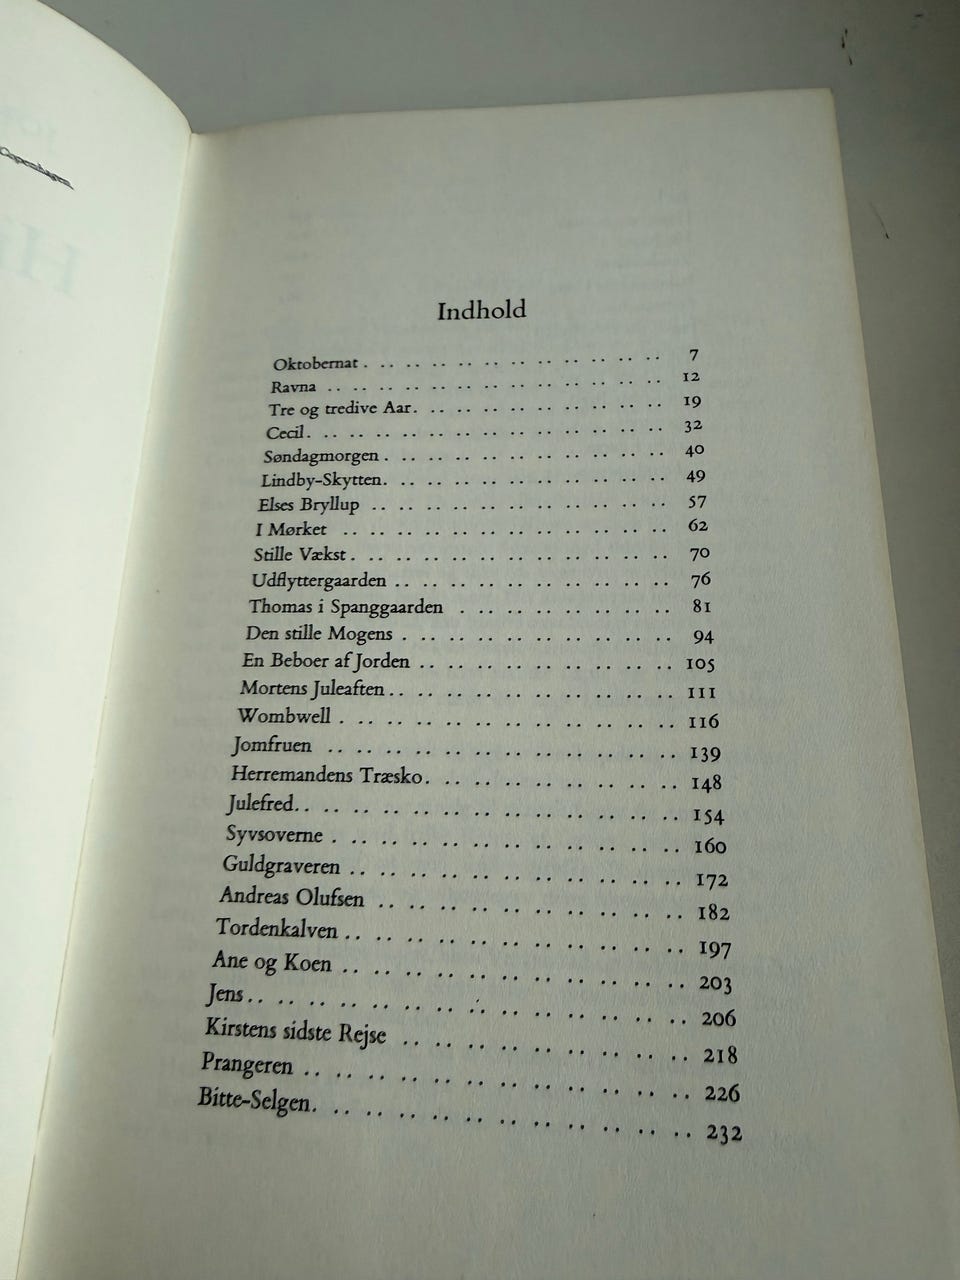 Copenhagen
Indhold
Oktobernat . .. .. .. .. .. .. .. .. .. .. .. 7
Ravna .. .. .. .. .. .. .. .. .. .. .. .. .. 12
Tre og tredive Aar. .. .. .. .. .. .. .. .. .. 19
Cecil. .. .. .. .. .. .. .. .. .. .. .. .. .. 32
Søndagmorgen . .. .. .. .. .. .. .. .. .. .. 40
Lindby-Skytten. .. .. .. .. .. .. .. .. .. .. 49
Elses Bryllup .. .. .. .. .. .. .. .. .. .. .. 57
I Mørket .. .. .. .. .. .. .. .. .. .. .. .. 62
Stille Vækst . .. .. .. .. .. .. .. .. .. .. .. 70
Udflyttergaarden .. .. .. .. .. .. .. .. .. .. 76
Thomas i Spanggaarden . .. .. .. .. .. .. .. 81
Den stille Mogens . .. .. .. .. .. .. .. .. .. 94
En Beboer af Jorden .. .. .. .. .. .. .. .. .. 105
Mortens Juleaften .. .. .. .. .. .. .. .. .. .. 111
Wombwell . .. .. .. .. .. .. .. .. .. .. .. 116
Jomfruen .. .. .. .. .. .. .. .. .. .. .. .. 139
Herremandens Træsko. .. .. .. .. .. .. .. .. 148
Julefred. .. .. .. .. .. .. .. .. .. .. .. .. 154
Syvsoverne . .. .. .. .. .. .. .. .. .. .. .. 160
Guldgraveren .. .. .. .. .. .. .. .. .. .. .. 172
Andreas Olufsen .. .. .. .. .. .. .. .. .. .. 182
Tordenkalven .. .. .. .. .. .. .. .. .. .. .. 197
Ane og Koen .. .. .. .. .. .. .. .. .. .. .. 203
Jens .. .. .. .. .. .. .. .. .. .. .. .. .. .. 206
Kirstens sidste Rejse .. .. .. .. .. .. .. .. .. 218
Prangeren .. .. .. .. .. .. .. .. .. .. .. .. 226
Bitte-Selgen. .. .. .. .. .. .. .. .. .. .. .. 232